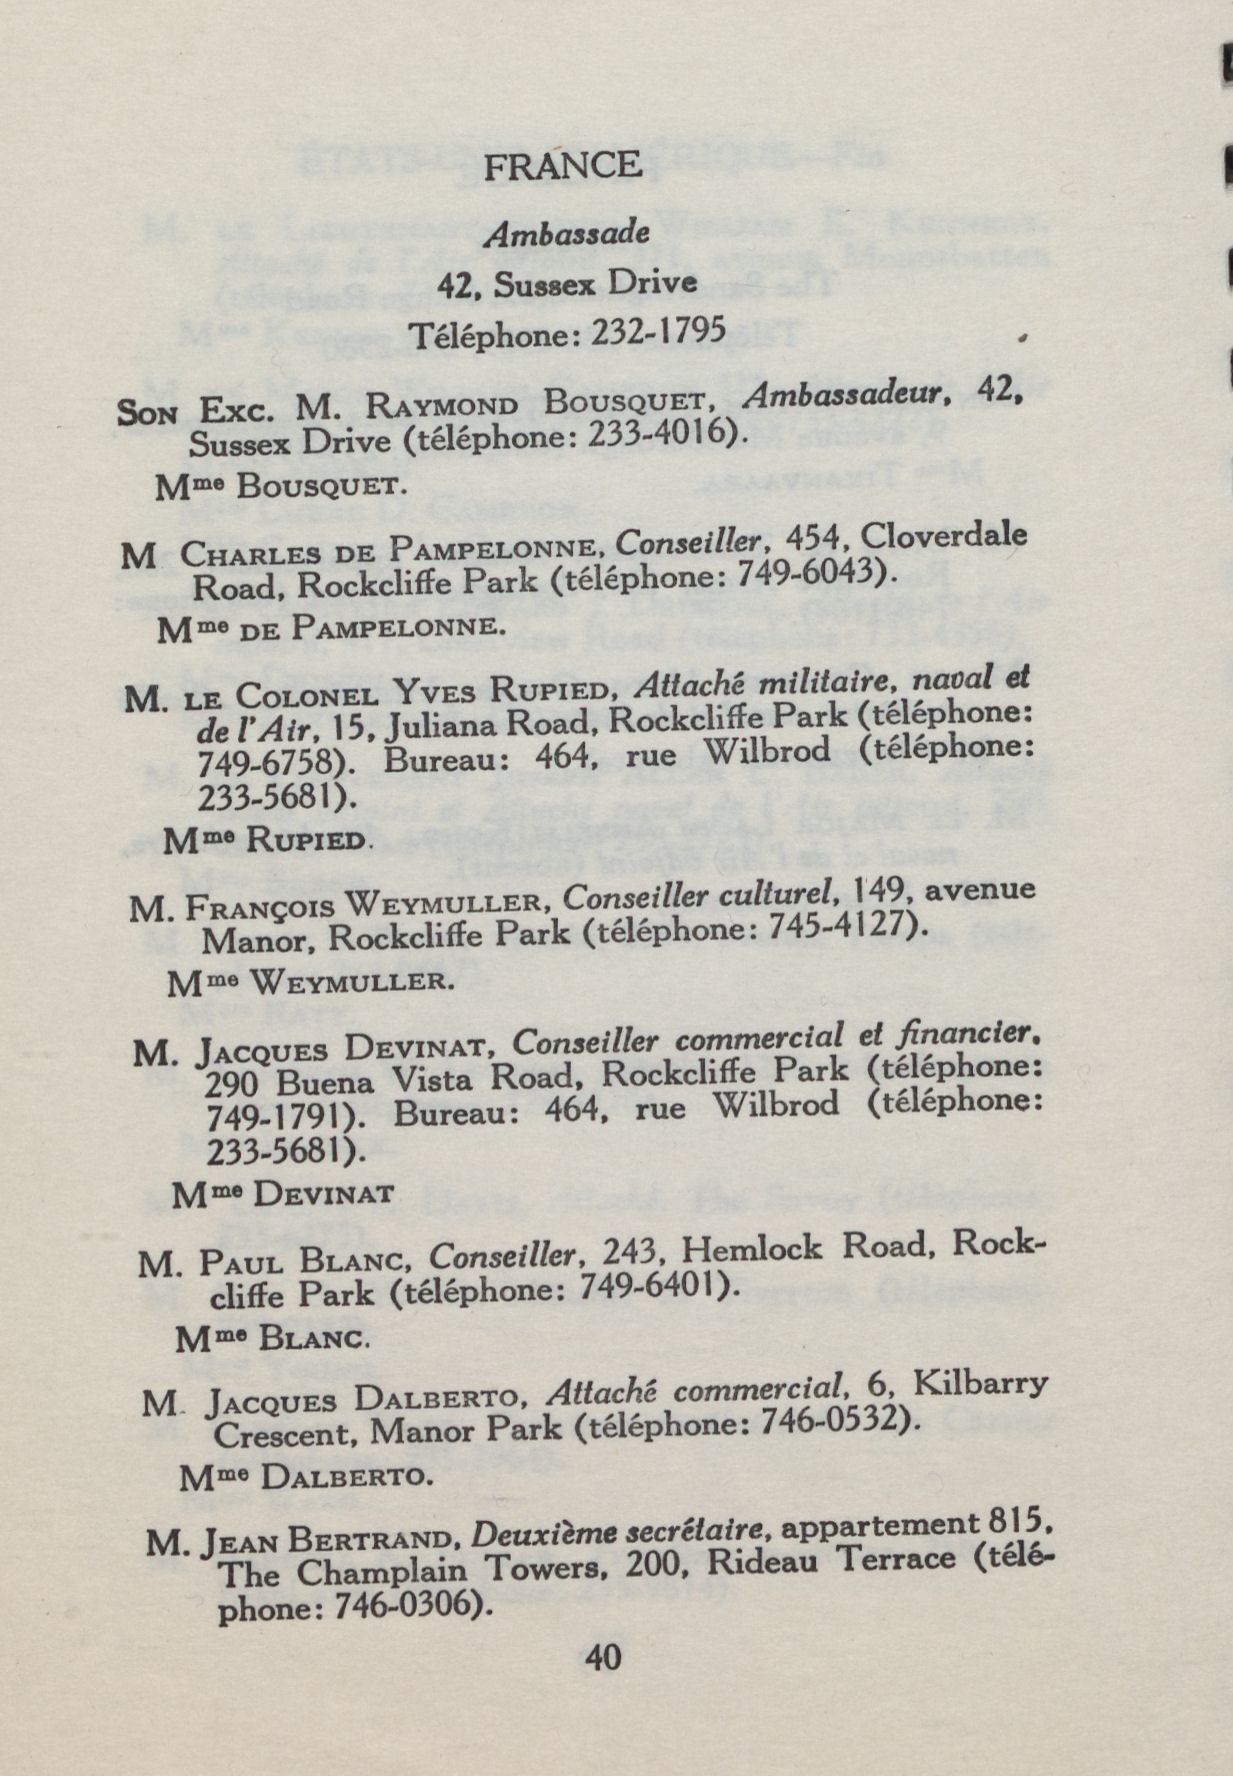 FRANCE
Ambassade
42, Sussex Drive
Téléphone: 232-1795
SON EXC. M. RAYMOND BOUSQUET, Ambassadeur, 42,
Sussex Drive (téléphone: 233-4016).
Mme BOUSQUET.
M CHARLES DE PAMPELONNE, Conseiller, 454, Cloverdale
Road, Rockcliffe Park (téléphone: 749-6043).
Mme DE PAMPELONNE.
M. LE COLONEL YVES RUPIED, Attaché militaire, naval et
de l'Air, 15, Juliana Road, Rockcliffe Park (téléphone:
749-6758). Bureau: 464, rue Wilbrod (téléphone:
233-5681).
Mme RUPIED.
M. FRANÇOIS WEYMULLER, Conseiller culturel, 149, avenue
Manor, Rockcliffe Park (téléphone: 745-4127).
Mme WEYMULLER.
M. JACQUES DEVINAT, Conseiller commercial et financier,
290 Buena Vista Road, Rockcliffe Park (téléphone:
749-1791). Bureau: 464, rue Wilbrod (téléphone:
233-5681).
Mme DEVINAT
M. PAUL BLANC, Conseiller, 243, Hemlock Road, Rock-
cliffe Park (téléphone: 749-6401).
Mme BLANC.
M. JACQUES DALBERTO, Attaché commercial, 6, Kilbarry
Crescent, Manor Park (téléphone: 746-0532).
Mme DALBERTO.
M. JEAN BERTRAND, Deuxième secrétaire, appartement 815,
The Champlain Towers, 200, Rideau Terrace (télé-
phone: 746-0306).
40